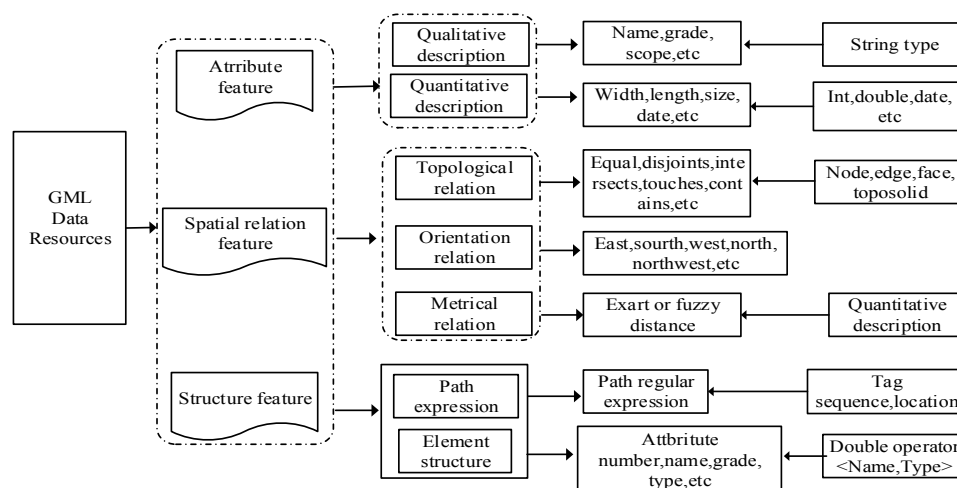 GML
Data
Resources
Atrribute
feature
Spatial relation
feature
Structure feature
Qualitative
description
Quantitative
description
Topological
relation
Orientation
relation
Metrical
relation
Path
expression
Element
structure
Name,grade,
scope,etc
Width,length,size,
date,etc
Equal,disjoints,inte
rsects,touches,cont
ains,etc
East,sourth,west,north,
northwest,etc
Exart or fuzzy
distance
Path regular
expression
Attbritute
number,name,grade,
type,etc
String type
Int,double,date,
etc
Node,edge,face,
toposolid
Quantitative
description
Tag
sequence,location
Double operator
<Name,Type>